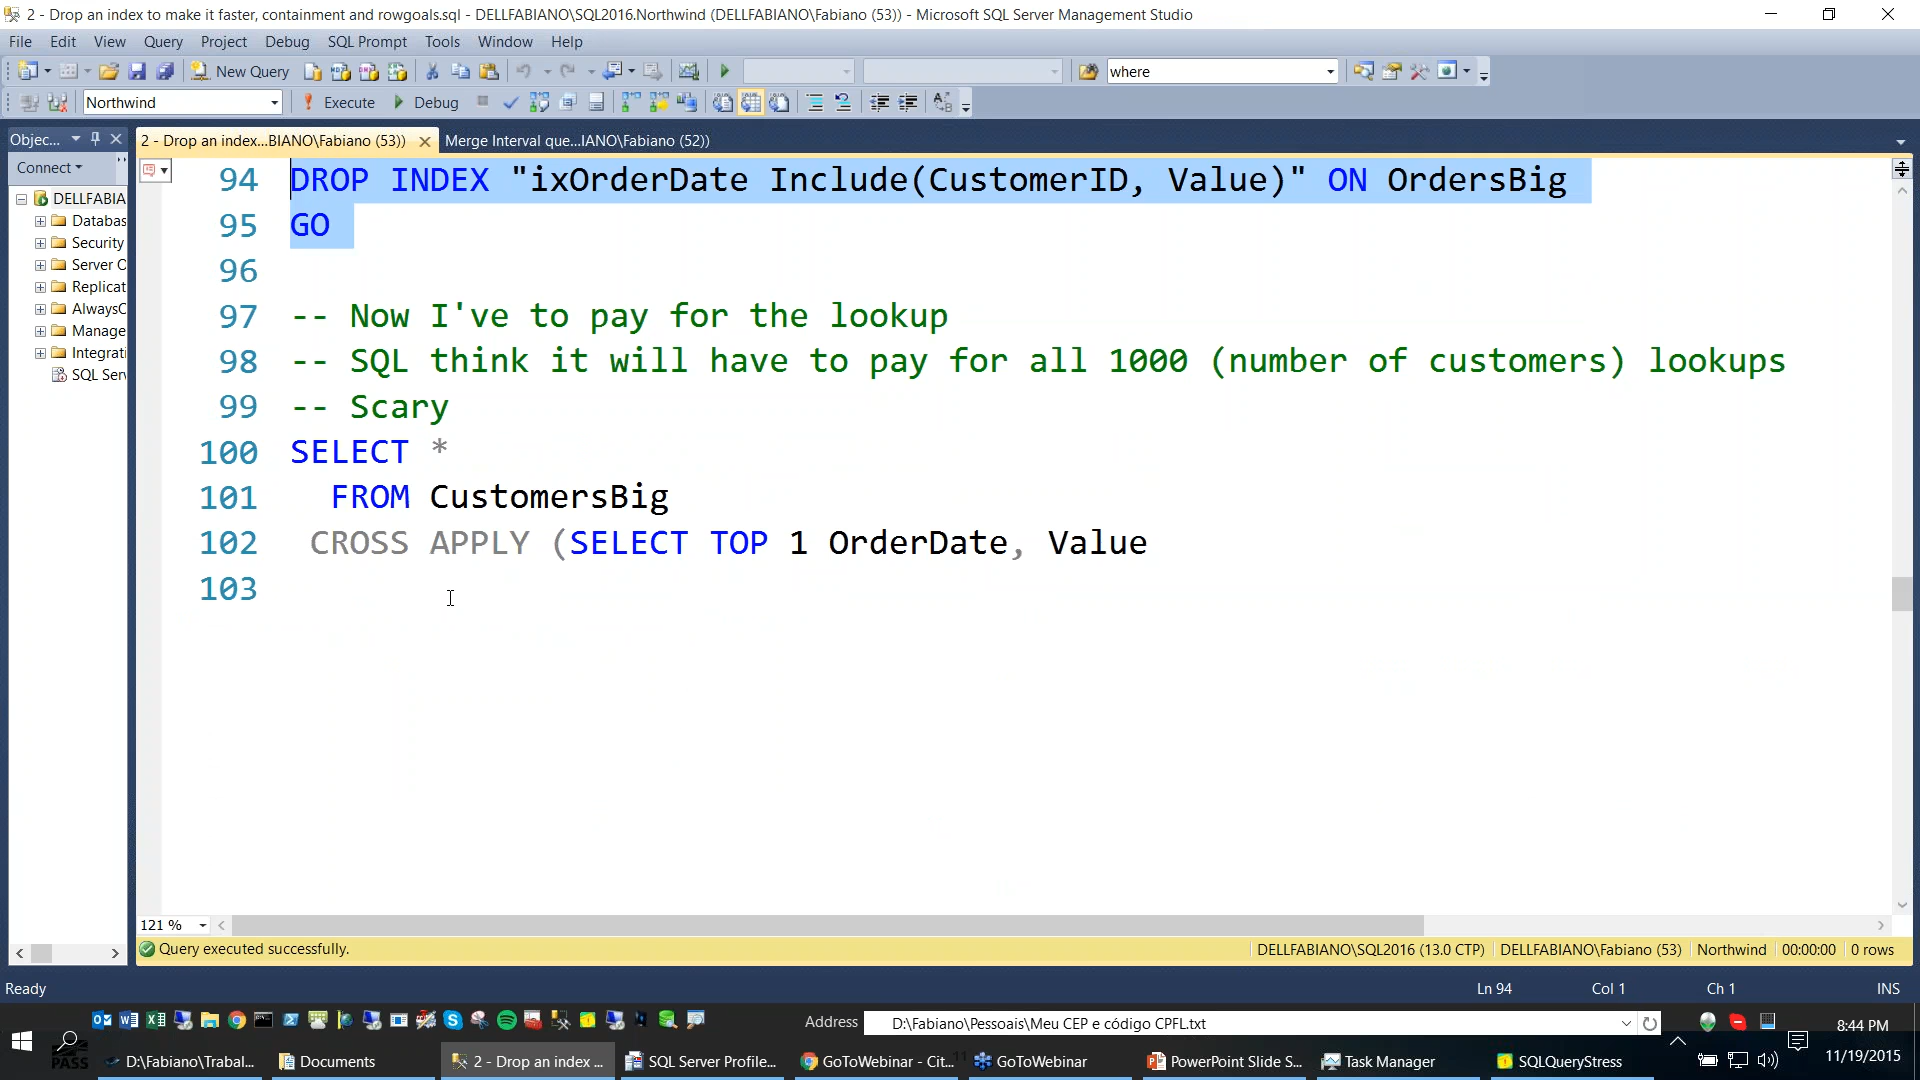 2 - Drop an index to make it faster, containment and rowgoals.sql - DELLFABIANO\SQL2016.Northwind (DELLFABIANO\Fabiano (53)) - Microsoft SQL Server Management Studio
File Edit View Query Project Debug SQL Prompt Tools Window Help
New Query where
Northwind Execute Debug
Objec...
2 - Drop an index...BIANO\Fabiano (53))
Merge Interval que...IANO\Fabiano (52))
Connect
DELLFABIA
Databas
Security
Server O
Replicat
AlwaysO
Manage
Integrati
SQL Serv
94 DROP INDEX "ixOrderDate Include(CustomerID, Value)" ON OrdersBig
95 GO
96
97 -- Now I've to pay for the lookup
98 -- SQL think it will have to pay for all 1000 (number of customers) lookups
99 -- Scary
100 SELECT *
101 FROM CustomersBig
102 CROSS APPLY (SELECT TOP 1 OrderDate, Value
103
121 %
Query executed successfully. DELLFABIANO\SQL2016 (13.0 CTP) DELLFABIANO\Fabiano (53) Northwind 00:00:00 0 rows
Ready Ln 94 Col 1 Ch 1 INS
Address D:\Fabiano\Pessoais\Meu CEP e código CPFL.txt
PASS
D:\Fabiano\Trabal... Documents 2 - Drop an index ... SQL Server Profile... GoToWebinar - Cit... GoToWebinar PowerPoint Slide S... Task Manager SQLQueryStress
8:44 PM
11/19/2015